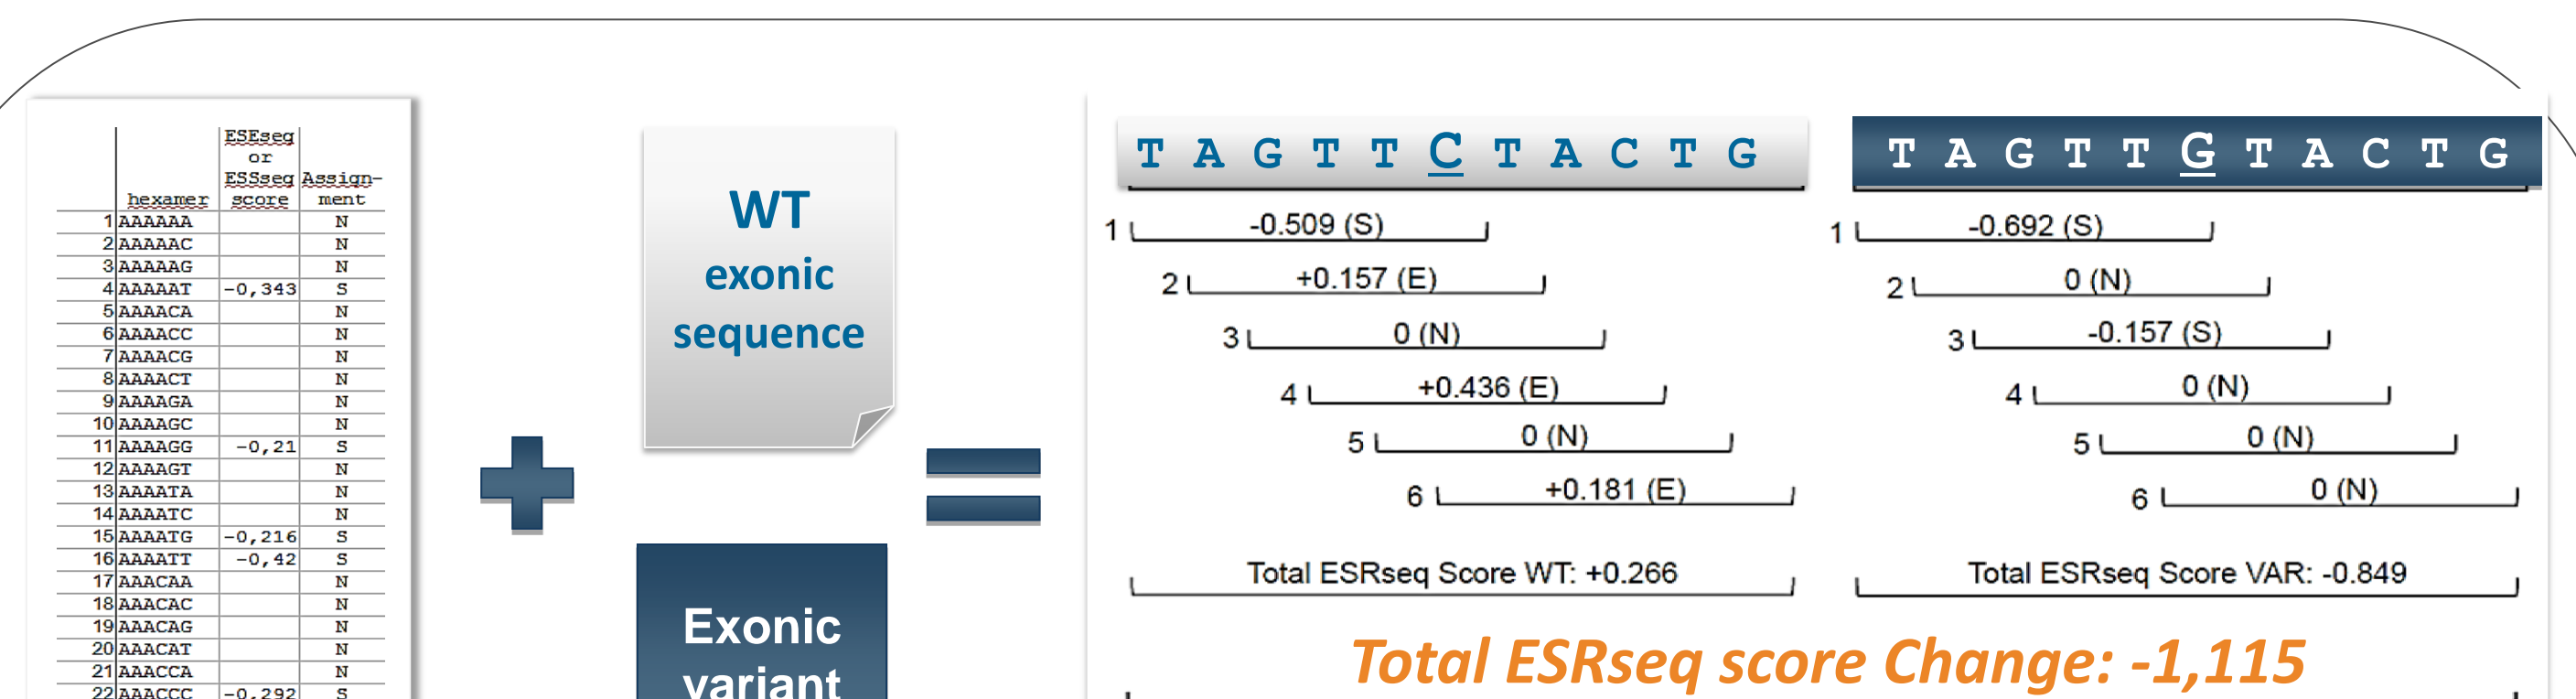 ESEseq
or
ESSseq Assign-
hexamer score ment
1 AAAAAA N
2 AAAAAC N
3 AAAAAG N
4 AAAAAT -0,343 S
5 AAAACA N
6 AAAACC N
7 AAAACG N
8 AAAACT N
9 AAAAGA N
10 AAAAGC N
11 AAAAGG -0,21 S
12 AAAAGT N
13 AAAATA N
14 AAAATC N
15 AAAATG -0,216 S
16 AAAATT -0,42 S
17 AAACAA N
18 AAACAC N
19 AAACAG N
20 AAACAT N
21 AAACCA N
22 AAACCC -0,292 S
WT
exonic
sequence
Exonic
variant
T A G T T C T A C T G
1 -0.509 (S)
2 +0.157 (E)
3 0 (N)
4 +0.436 (E)
5 0 (N)
6 +0.181 (E)
Total ESRseq Score WT: +0.266
T A G T T G T A C T G
1 -0.692 (S)
2 0 (N)
3 -0.157 (S)
4 0 (N)
5 0 (N)
6 0 (N)
Total ESRseq Score VAR: -0.849
Total ESRseq score Change: -1,115